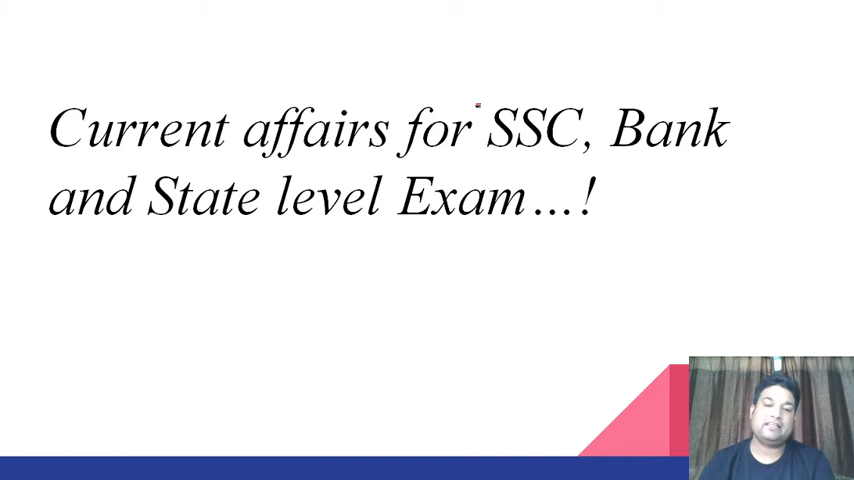 Current affairs for SSC, Bank
and State level Exam...!